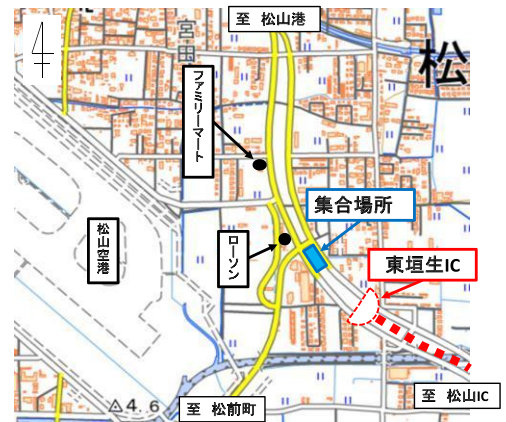 至 松山港
宮田
松
ファミリーマート
集合場所
ローソン
松山空港
東垣生IC
至 松山IC
4.6
至 松前町